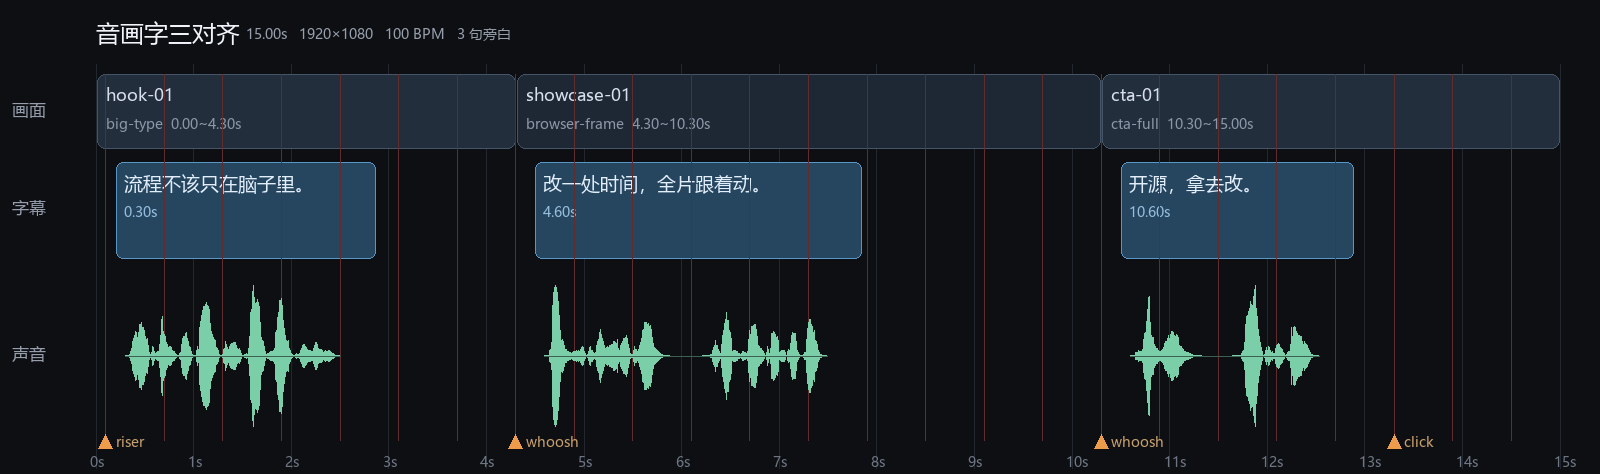 音画字三对齐 15.00s 1920×1080 100 BPM 3 句旁白
画面
hook-01
big-type 0.00~4.30s
showcase-01
browser-frame 4.30~10.30s
cta-01
cta-full 10.30~15.00s
字幕
流程不该只在脑子里。
0.30s
改一处时间，全片跟着动。
4.60s
开源，拿去改。
10.60s
声音
riser
whoosh
whoosh
click
0s 1s 2s 3s 4s 5s 6s 7s 8s 9s 10s 11s 12s 13s 14s 15s